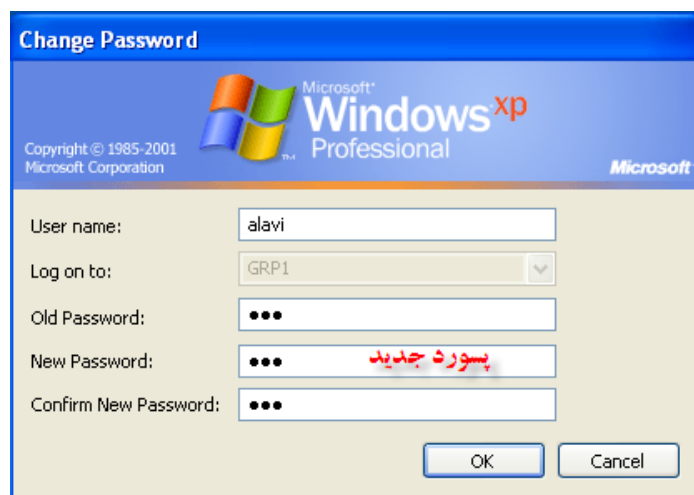 Change Password
Microsoft®
Windows xp
Professional
Copyright © 1985-2001
Microsoft Corporation
Microsoft
User name: alavi
Log on to: GRP1
Old Password: •••
New Password: ••• پسورد جدید
Confirm New Password: •••
OK Cancel